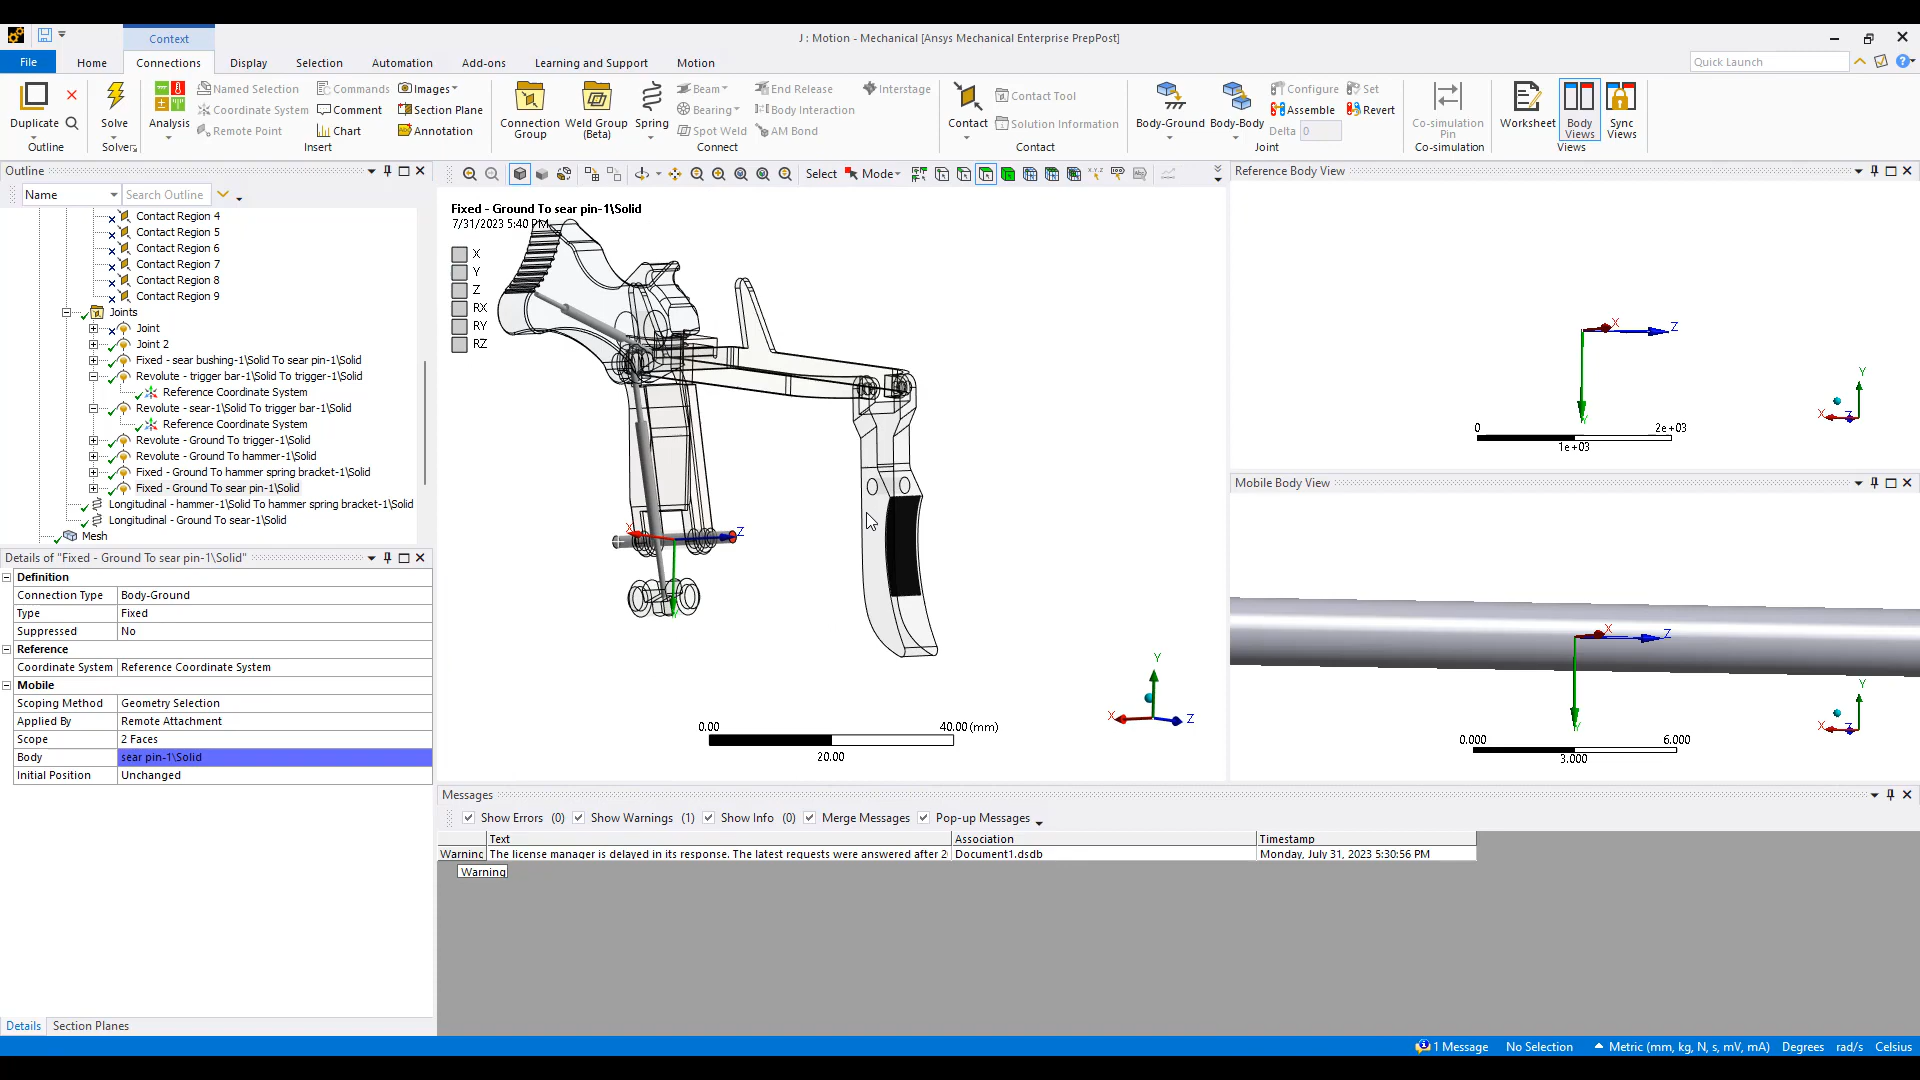 Context
J : Motion - Mechanical [Ansys Mechanical Enterprise PrepPost]
File
Home
Connections
Display
Selection
Automation
Add-ons
Learning and Support
Motion
Quick Launch
Duplicate
Outline
Solve
Solver
Analysis
Named Selection
Coordinate System
Remote Point
Commands
Comment
Chart
Images
Section Plane
Annotation
Insert
Connection Group
Weld Group (Beta)
Spring
Beam
Bearing
Spot Weld
End Release
Body Interaction
AM Bond
Interstage
Connect
Contact
Contact Tool
Solution Information
Contact
Body-Ground
Body-Body
Configure
Set
Assemble
Revert
Delta 0
Joint
Co-simulation Pin
Co-simulation
Worksheet
Body Views
Sync Views
Views
Outline
Name
Search Outline
Contact Region 4
Contact Region 5
Contact Region 6
Contact Region 7
Contact Region 8
Contact Region 9
Joints
Joint
Joint 2
Fixed - sear bushing-1\Solid To sear pin-1\Solid
Revolute - trigger bar-1\Solid To trigger-1\Solid
Reference Coordinate System
Revolute - sear-1\Solid To trigger bar-1\Solid
Reference Coordinate System
Revolute - Ground To trigger-1\Solid
Revolute - Ground To hammer-1\Solid
Fixed - Ground To hammer spring bracket-1\Solid
Fixed - Ground To sear pin-1\Solid
Longitudinal - hammer-1\Solid To hammer spring bracket-1\Solid
Longitudinal - Ground To sear-1\Solid
Mesh
Details of "Fixed - Ground To sear pin-1\Solid"
Definition
Connection Type Body-Ground
Type Fixed
Suppressed No
Reference
Coordinate System Reference Coordinate System
Mobile
Scoping Method Geometry Selection
Applied By Remote Attachment
Scope 2 Faces
Body sear pin-1\Solid
Initial Position Unchanged
Details
Section Planes
Select
Mode
Fixed - Ground To sear pin-1\Solid
7/31/2023 5:40 PM
X
Y
Z
RX
RY
RZ
X
Z
Y
Y
X
Z
0.00
40.00 (mm)
20.00
Reference Body View
X
Z
Y
Y
X
Z
0
2e+03
1e+03
Mobile Body View
X
Z
Y
Y
X
Z
0.000
6.000
3.000
Messages
Show Errors (0)
Show Warnings (1)
Show Info (0)
Merge Messages
Pop-up Messages
Text
Association
Timestamp
Warning
The license manager is delayed in its response. The latest requests were answered after 2
Document1.dsdb
Monday, July 31, 2023 5:30:56 PM
Warning
1 Message
No Selection
Metric (mm, kg, N, s, mV, mA)
Degrees
rad/s
Celsius